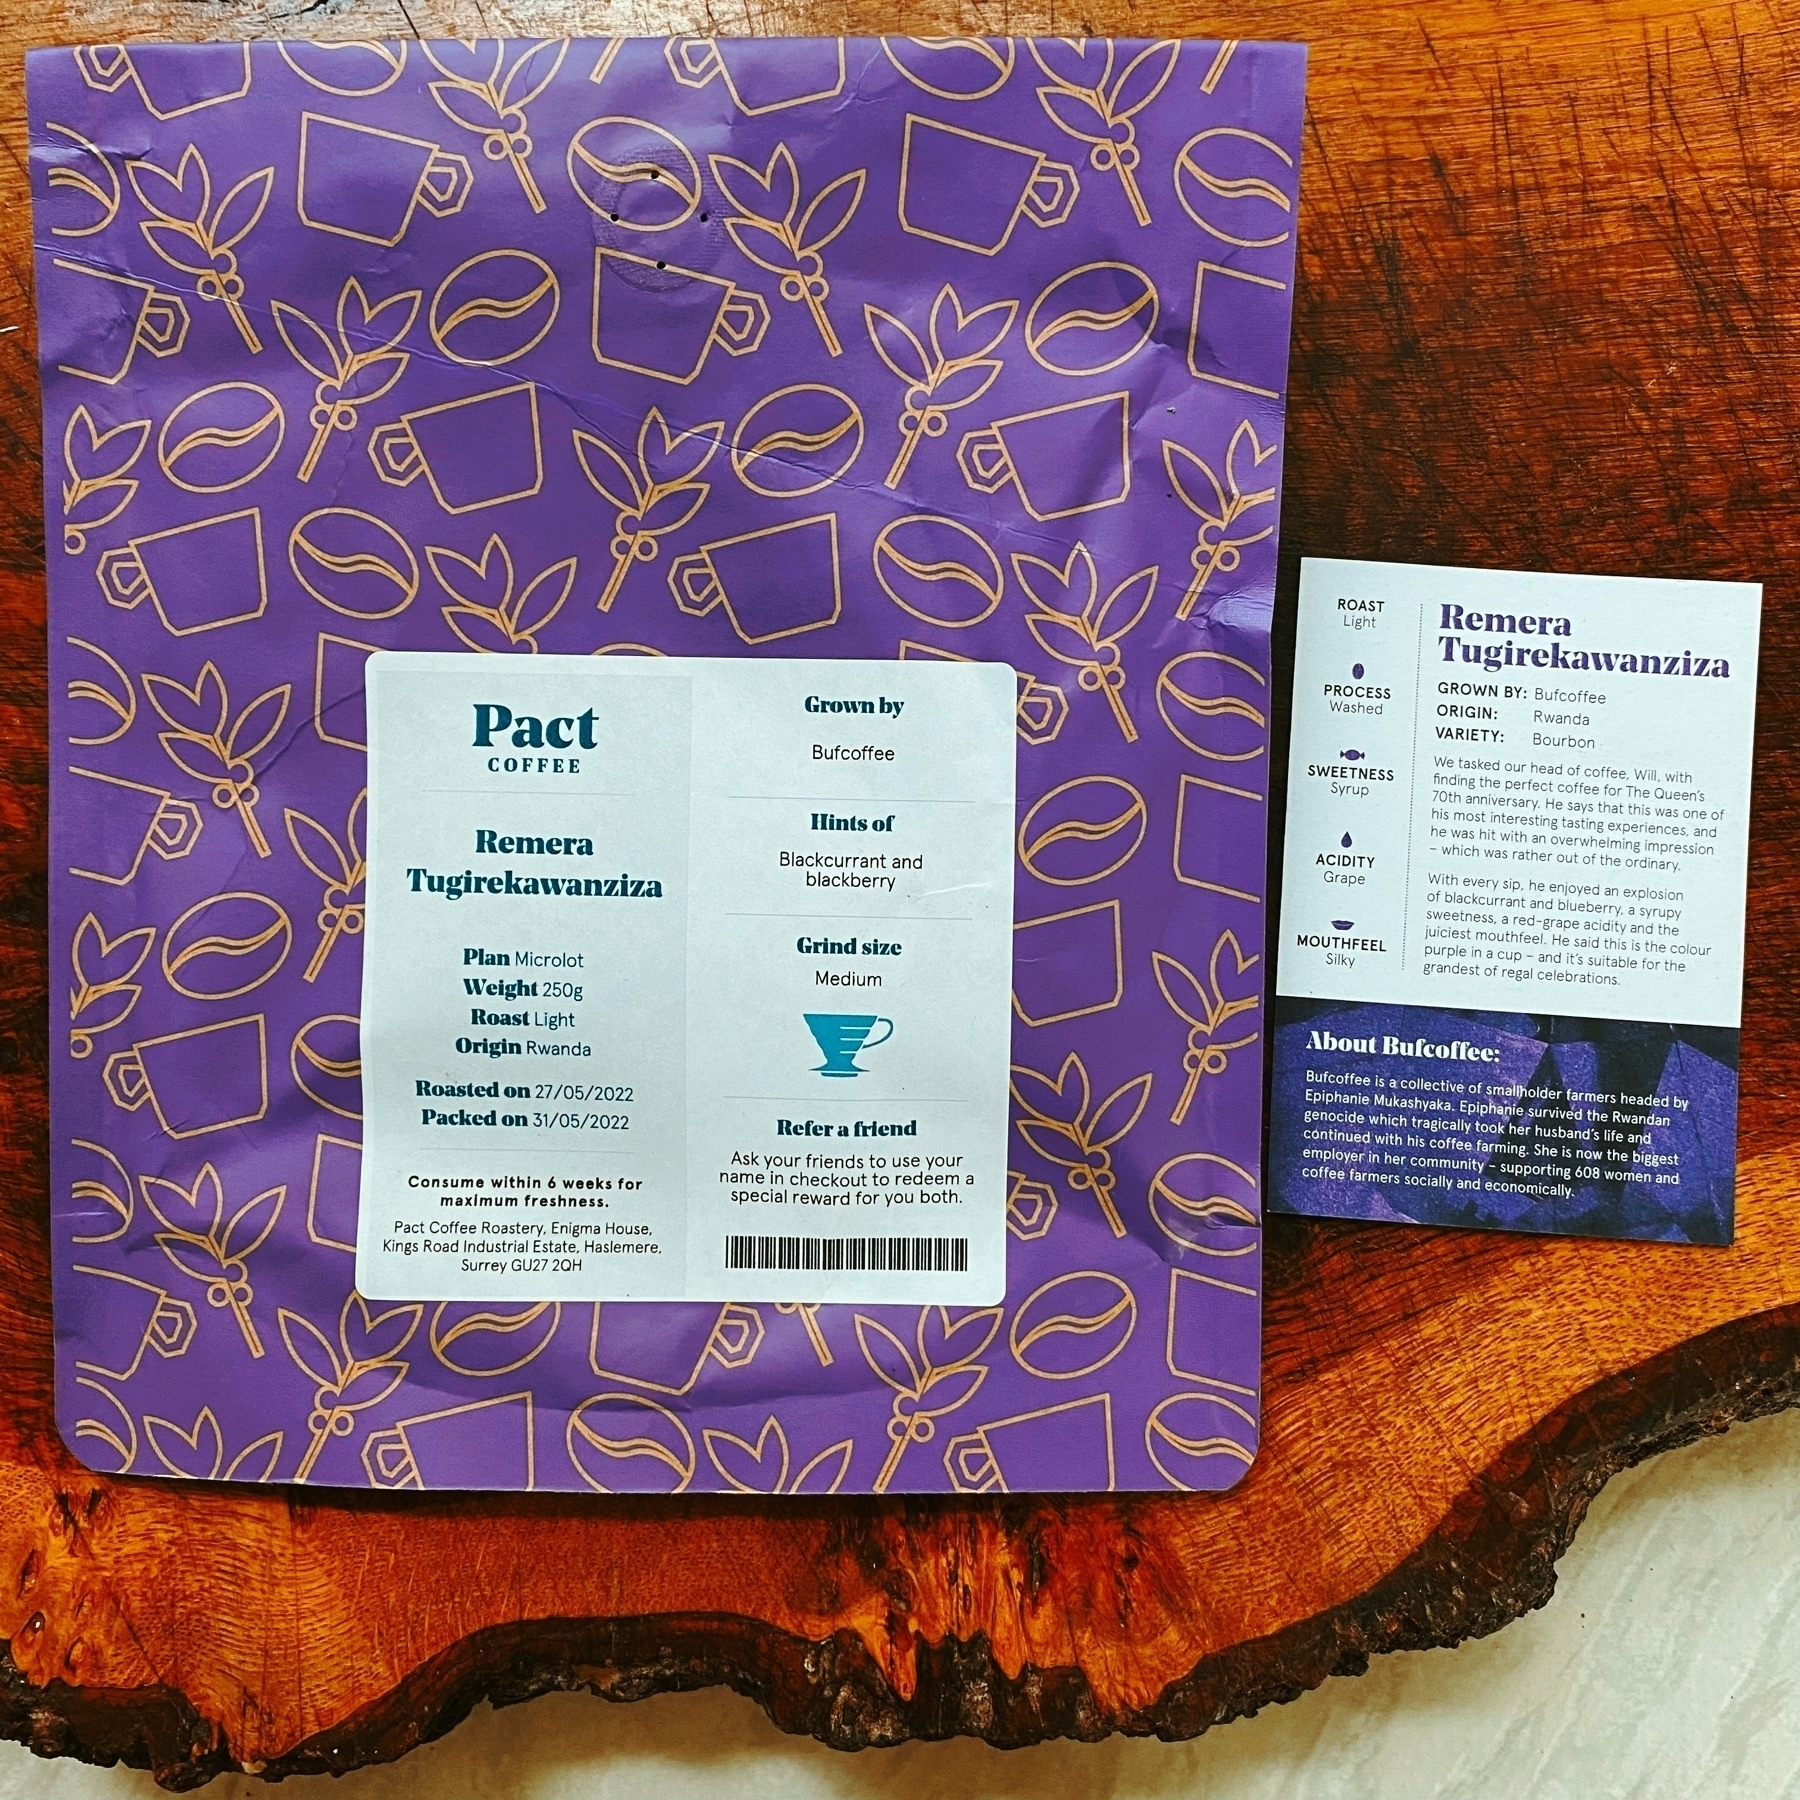 Pact
COFFEE
Remera
Tugirekawanziza
Plan Microlot
Weight 250g
Roast Light
Origin Rwanda
Roasted on 27/05/2022
Packed on 31/05/2022
Consume within 6 weeks for
maximum freshness.
Pact Coffee Roastery, Enigma House,
Kings Road Industrial Estate, Haslemere,
Surrey GU27 2QH
Grown by
Bufcoffee
Hints of
Blackcurrant and
blackberry
Grind size
Medium
Refer a friend
Ask your friends to use your
name in checkout to redeem a
special reward for you both.
ROAST
Light
PROCESS
Washed
SWEETNESS
Syrup
ACIDITY
Grape
MOUTHFEEL
Silky
Remera
Tugirekawanziza
GROWN BY: Bufcoffee
ORIGIN: Rwanda
VARIETY: Bourbon
We tasked our head of coffee, Will, with
finding the perfect coffee for The Queen's
70th anniversary. He says that this was one of
his most interesting tasting experiences, and
he was hit with an overwhelming impression
– which was rather out of the ordinary.
With every sip, he enjoyed an explosion
of blackcurrant and blueberry, a syrupy
sweetness, a red-grape acidity and the
juiciest mouthfeel. He said this is the colour
purple in a cup – and it's suitable for the
grandest of regal celebrations.
About Bufcoffee:
Bufcoffee is a collective of smallholder farmers headed by
Epiphanie Mukashyaka. Epiphanie survived the Rwandan
genocide which tragically took her husband's life and
continued with his coffee farming. She is now the biggest
employer in her community – supporting 608 women and
coffee farmers socially and economically.